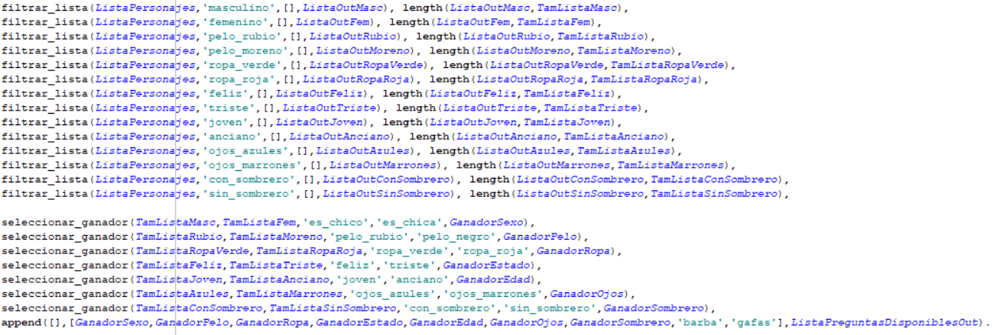 filtrar_lista(ListaPersonajes,'masculino',[],ListaOutMasc), length(ListaOutMasc,TamListaMasc),
filtrar_lista(ListaPersonajes,'femenino',[],ListaOutFem), length(ListaOutFem,TamListaFem),
filtrar_lista(ListaPersonajes,'pelo_rubio',[],ListaOutRubio), length(ListaOutRubio,TamListaRubio),
filtrar_lista(ListaPersonajes,'pelo_moreno',[],ListaOutMoreno), length(ListaOutMoreno,TamListaMoreno),
filtrar_lista(ListaPersonajes,'ropa_verde',[],ListaOutRopaVerde), length(ListaOutRopaVerde,TamListaRopaVerde),
filtrar_lista(ListaPersonajes,'ropa_roja',[],ListaOutRopaRoja), length(ListaOutRopaRoja,TamListaRopaRoja),
filtrar_lista(ListaPersonajes,'feliz',[],ListaOutFeliz), length(ListaOutFeliz,TamListaFeliz),
filtrar_lista(ListaPersonajes,'triste',[],ListaOutTriste), length(ListaOutTriste,TamListaTriste),
filtrar_lista(ListaPersonajes,'joven',[],ListaOutJoven), length(ListaOutJoven,TamListaJoven),
filtrar_lista(ListaPersonajes,'anciano',[],ListaOutAnciano), length(ListaOutAnciano,TamListaAnciano),
filtrar_lista(ListaPersonajes,'ojos_azules',[],ListaOutAzules), length(ListaOutAzules,TamListaAzules),
filtrar_lista(ListaPersonajes,'ojos_marrones',[],ListaOutMarrones), length(ListaOutMarrones,TamListaMarrones),
filtrar_lista(ListaPersonajes,'con_sombrero',[],ListaOutConSombrero), length(ListaOutConSombrero,TamListaConSombrero),
filtrar_lista(ListaPersonajes,'sin_sombrero',[],ListaOutSinSombrero), length(ListaOutSinSombrero,TamListaSinSombrero),
seleccionar_ganador(TamListaMasc,TamListaFem,'es_chico','es_chica',GanadorSexo),
seleccionar_ganador(TamListaRubio,TamListaMoreno,'pelo_rubio','pelo_negro',GanadorPelo),
seleccionar_ganador(TamListaRopaVerde,TamListaRopaRoja,'ropa_verde','ropa_roja',GanadorRopa),
seleccionar_ganador(TamListaFeliz,TamListaTriste,'feliz','triste',GanadorEstado),
seleccionar_ganador(TamListaJoven,TamListaAnciano,'joven','anciano',GanadorEdad),
seleccionar_ganador(TamListaAzules,TamListaMarrones,'ojos_azules','ojos_marrones',GanadorOjos),
seleccionar_ganador(TamListaConSombrero,TamListaSinSombrero,'con_sombrero','sin_sombrero',GanadorSombrero),
append([],[GanadorSexo,GanadorPelo,GanadorRopa,GanadorEstado,GanadorEdad,GanadorOjos,GanadorSombrero,'barba','gafas'],ListaPreguntasDisponiblesOut).